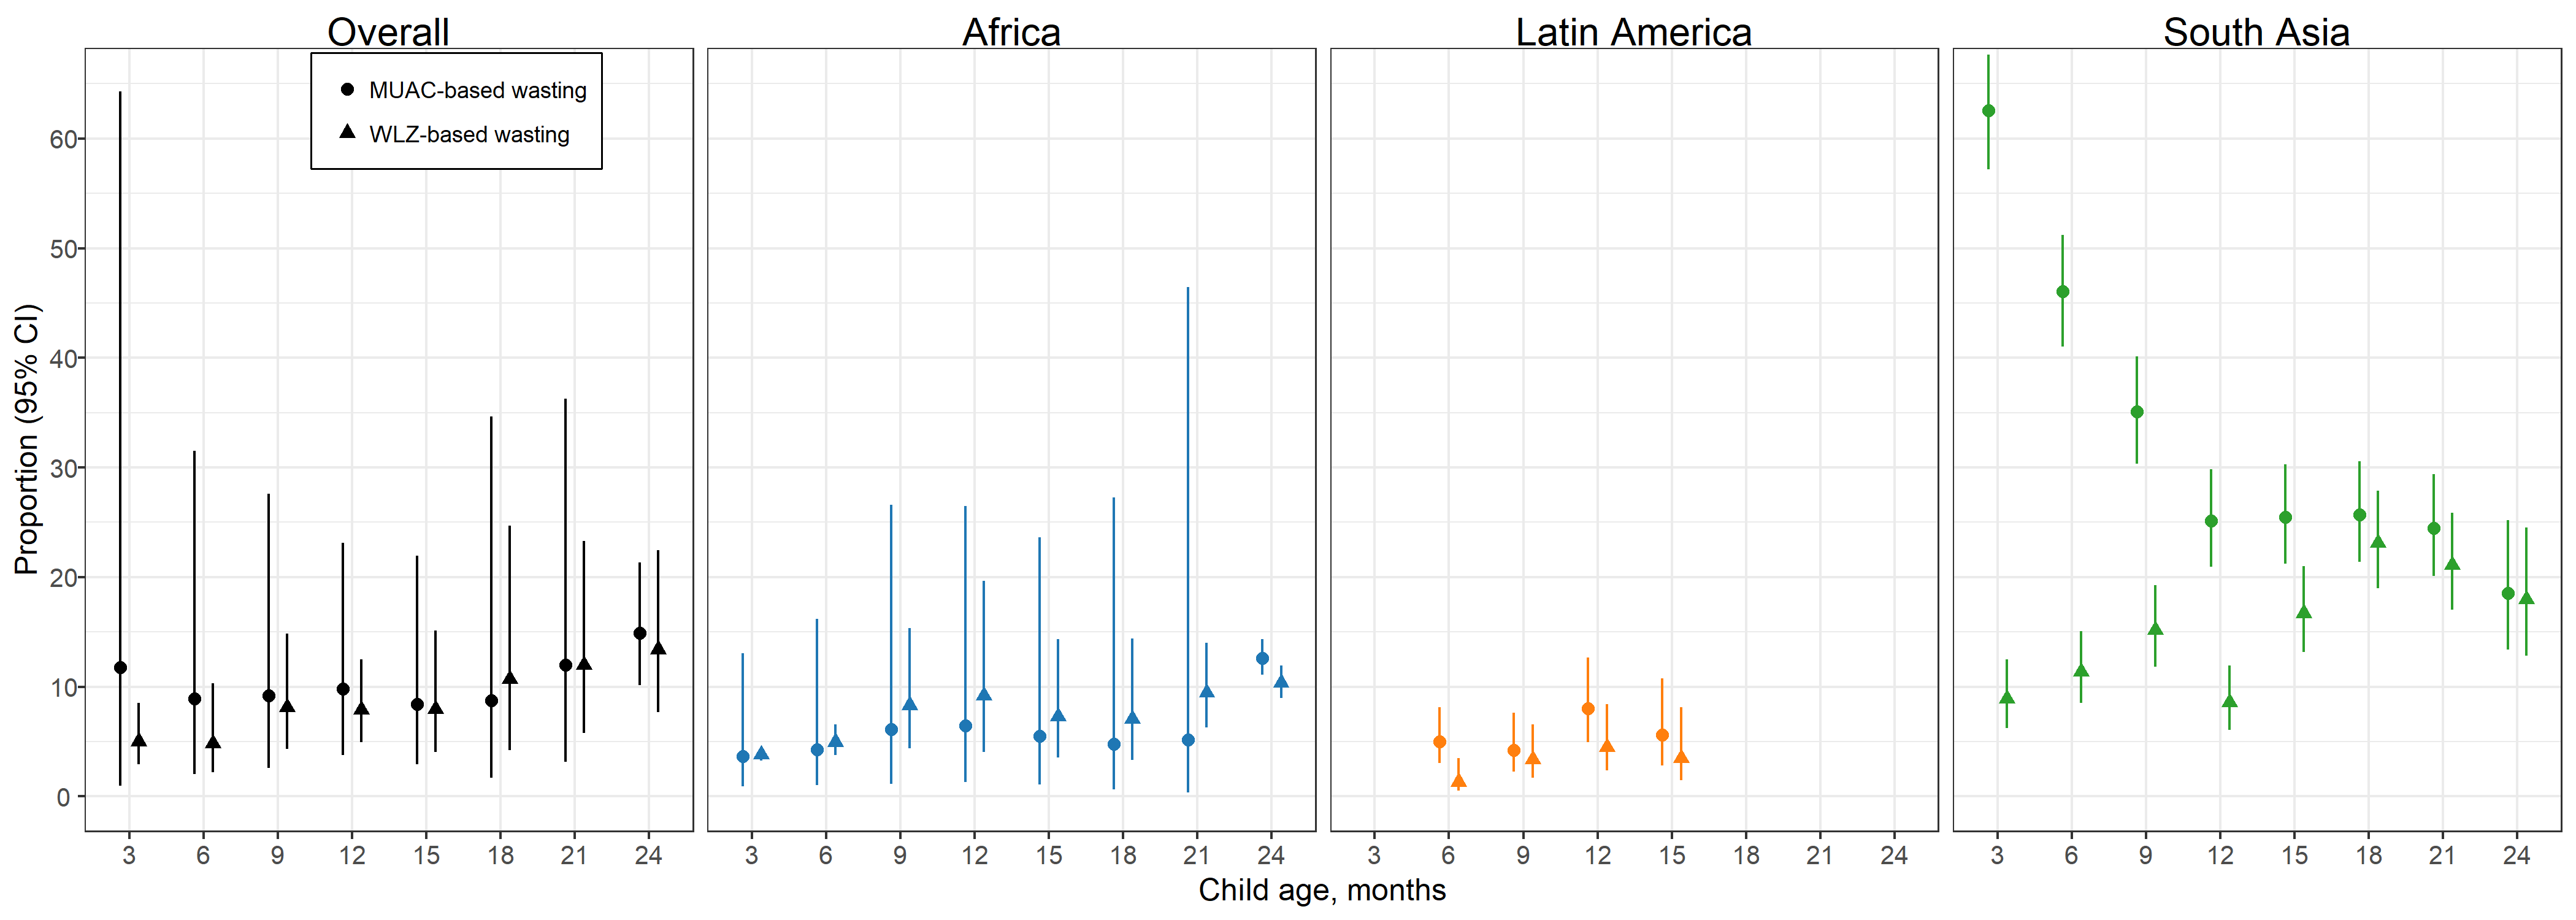 Overall Africa Latin America South Asia
MUAC-based wasting
WLZ-based wasting
Proportion (95% CI)
60
50
40
30
20
10
0
3 6 9 12 15 18 21 24 3 6 9 12 15 18 21 24 3 6 9 12 15 18 21 24 3 6 9 12 15 18 21 24
Child age, months